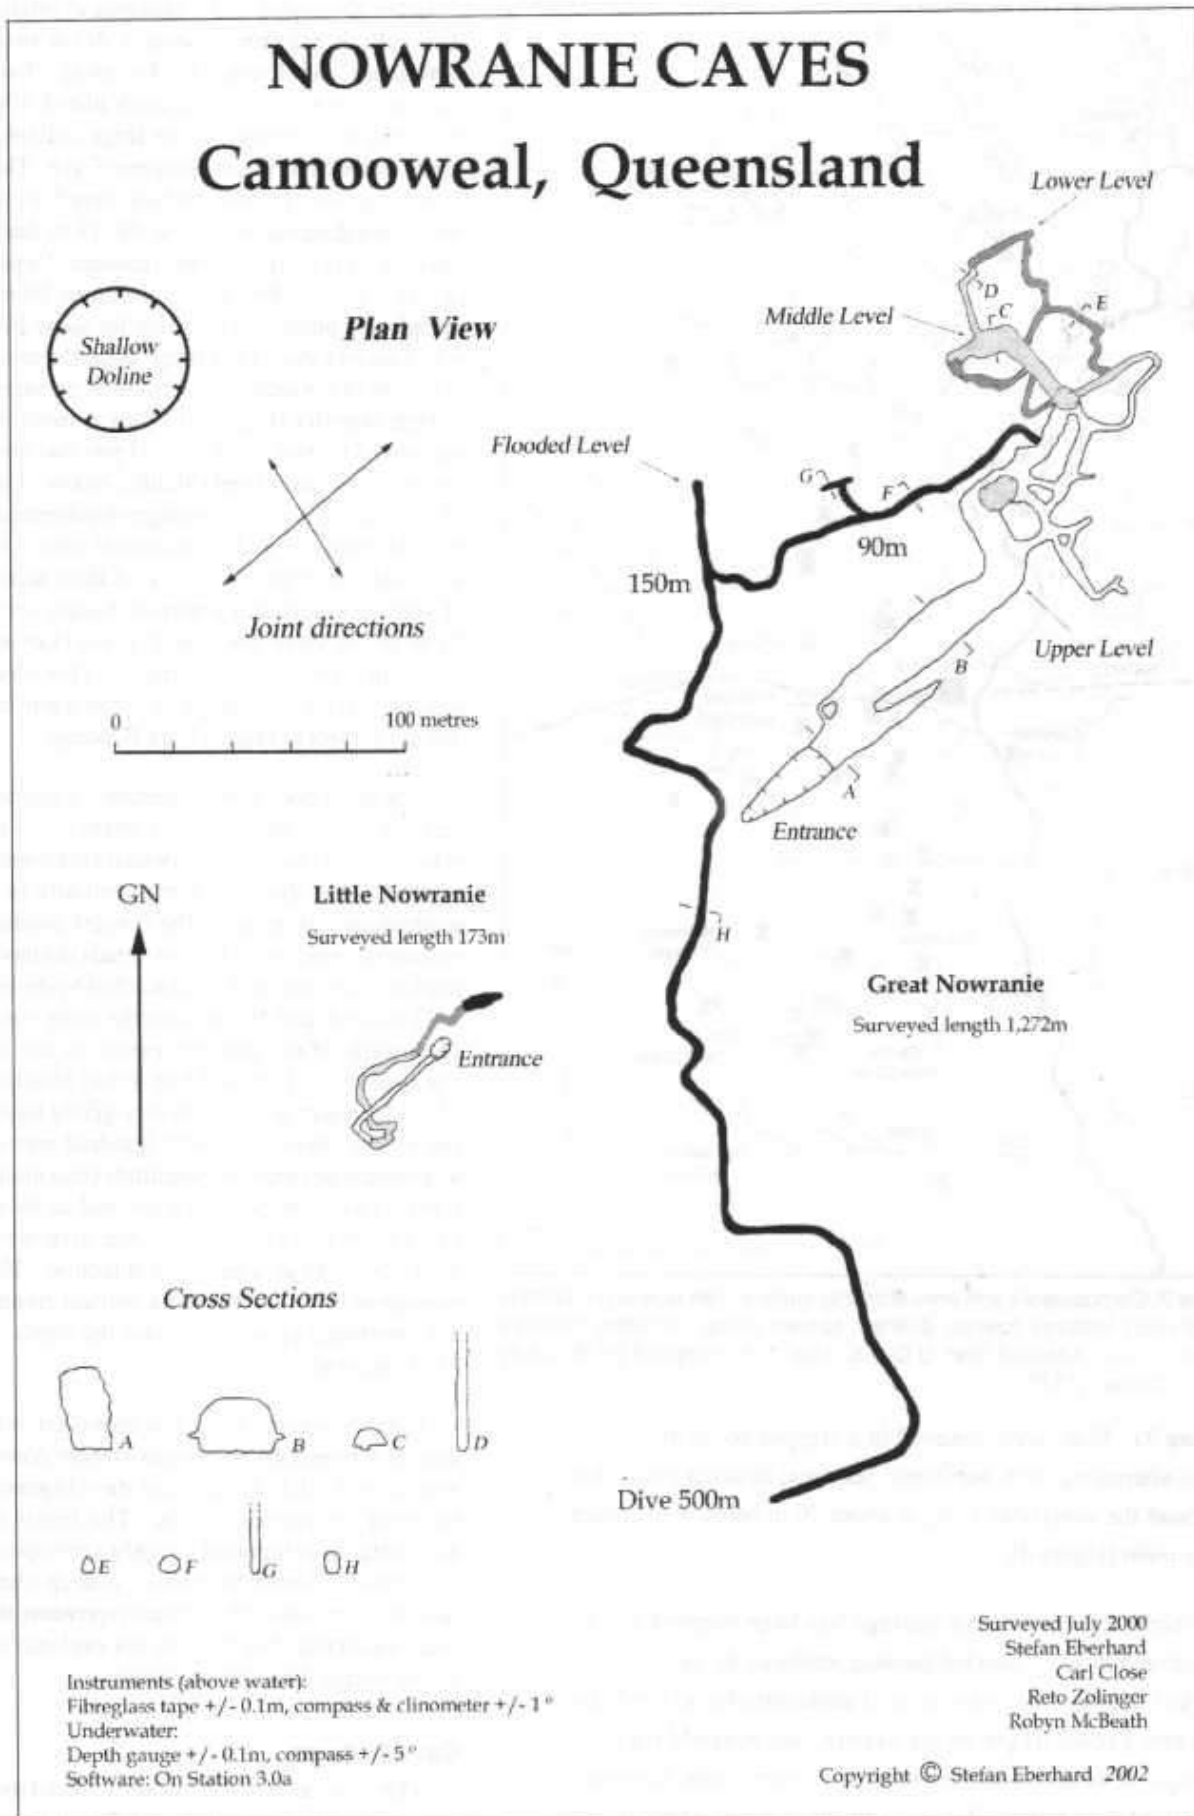 NOWRANIE CAVES
Camooweal, Queensland
Lower Level
Shallow
Doline
Plan View
Middle Level
D
C
E
Flooded Level
G
F
90m
150m
Joint directions
Upper Level
B
0
100 metres
A
Entrance
GN
Little Nowranie
Surveyed length 173m
H
Great Nowranie
Surveyed length 1,272m
Entrance
Cross Sections
A
B
C
D
Dive 500m
E
F
G
H
Surveyed July 2000
Stefan Eberhard
Carl Close
Reto Zolinger
Robyn McBeath
Instruments (above water):
Fibreglass tape +/- 0.1m, compass & clinometer +/- 1 º
Underwater:
Depth gauge +/- 0.1m, compass +/- 5 º
Software: On Station 3.0a
Copyright © Stefan Eberhard 2002